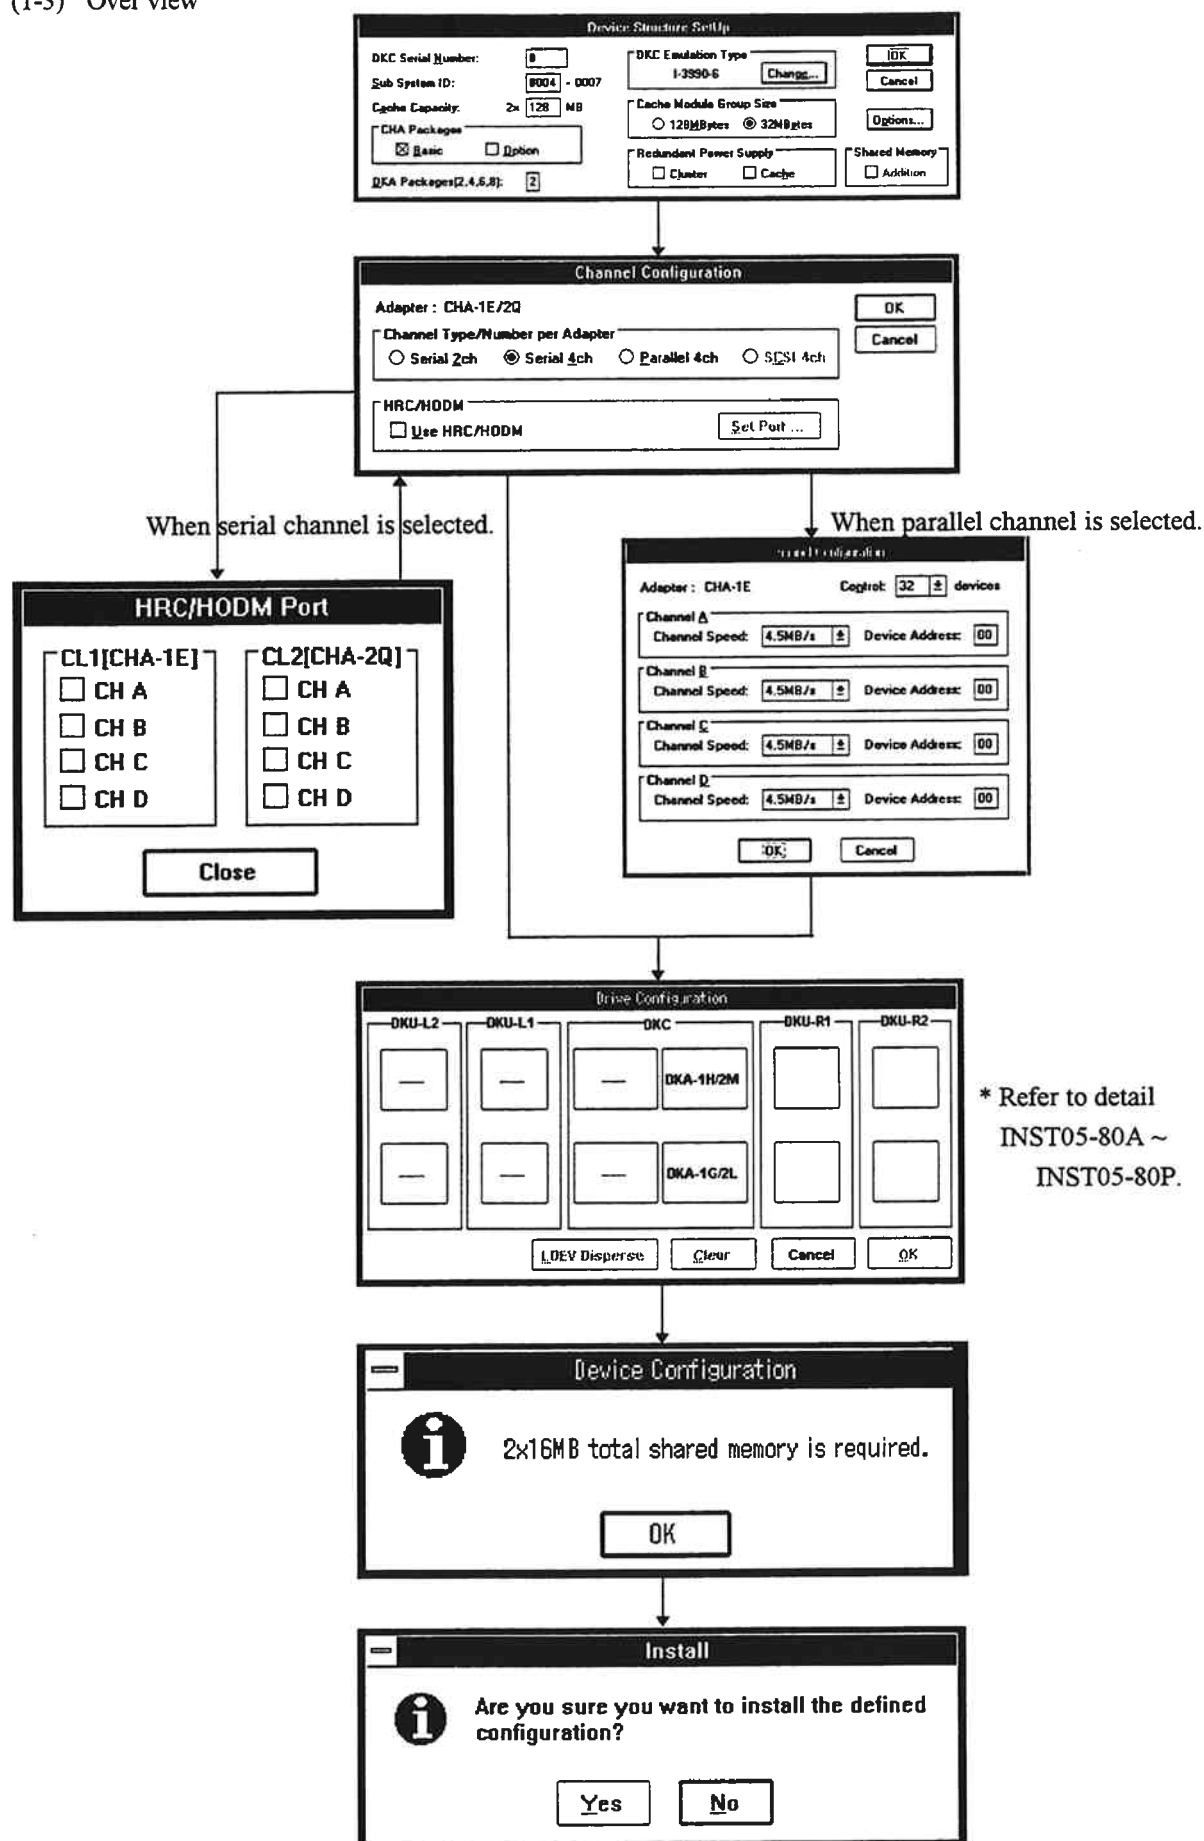 (1-3) Over view
Device Structure SetUp
DKC Serial Number: 0
Sub System ID: 0004 - 0007
Cache Capacity: 2x 128 MB
CHA Packages
Basic Option
DKA Packages[2,4,6,8]: 2
DKC Emulation Type
I-3990-6 Change...
Cache Module Group Size
128MBytes 32MBytes
Redundant Power Supply
Cluster Cache
OK
Cancel
Options...
Shared Memory
Addition
Channel Configuration
Adapter : CHA-1E/2Q
Channel Type/Number per Adapter
Serial 2ch Serial 4ch Parallel 4ch SCSI 4ch
HRC/HODM
Use HRC/HODM Set Port ...
OK
Cancel
When serial channel is selected.
When parallel channel is selected.
HRC/HODM Port
CL1[CHA-1E] CL2[CHA-2Q]
CH A CH A
CH B CH B
CH C CH C
CH D CH D
Close
Configuration
Adapter : CHA-1E Control: 32 devices
Channel A
Channel Speed: 4.5MB/s Device Address: 00
Channel B
Channel Speed: 4.5MB/s Device Address: 00
Channel C
Channel Speed: 4.5MB/s Device Address: 00
Channel D
Channel Speed: 4.5MB/s Device Address: 00
OK Cancel
Drive Configuration
DKU-L2 DKU-L1 DKC DKU-R1 DKU-R2
— — — DKA-1H/2M
— — — DKA-1G/2L
LDEV Disperse Clear Cancel OK
* Refer to detail
INST05-80A ~
INST05-80P.
Device Configuration
2x16MB total shared memory is required.
OK
Install
Are you sure you want to install the defined
configuration?
Yes No